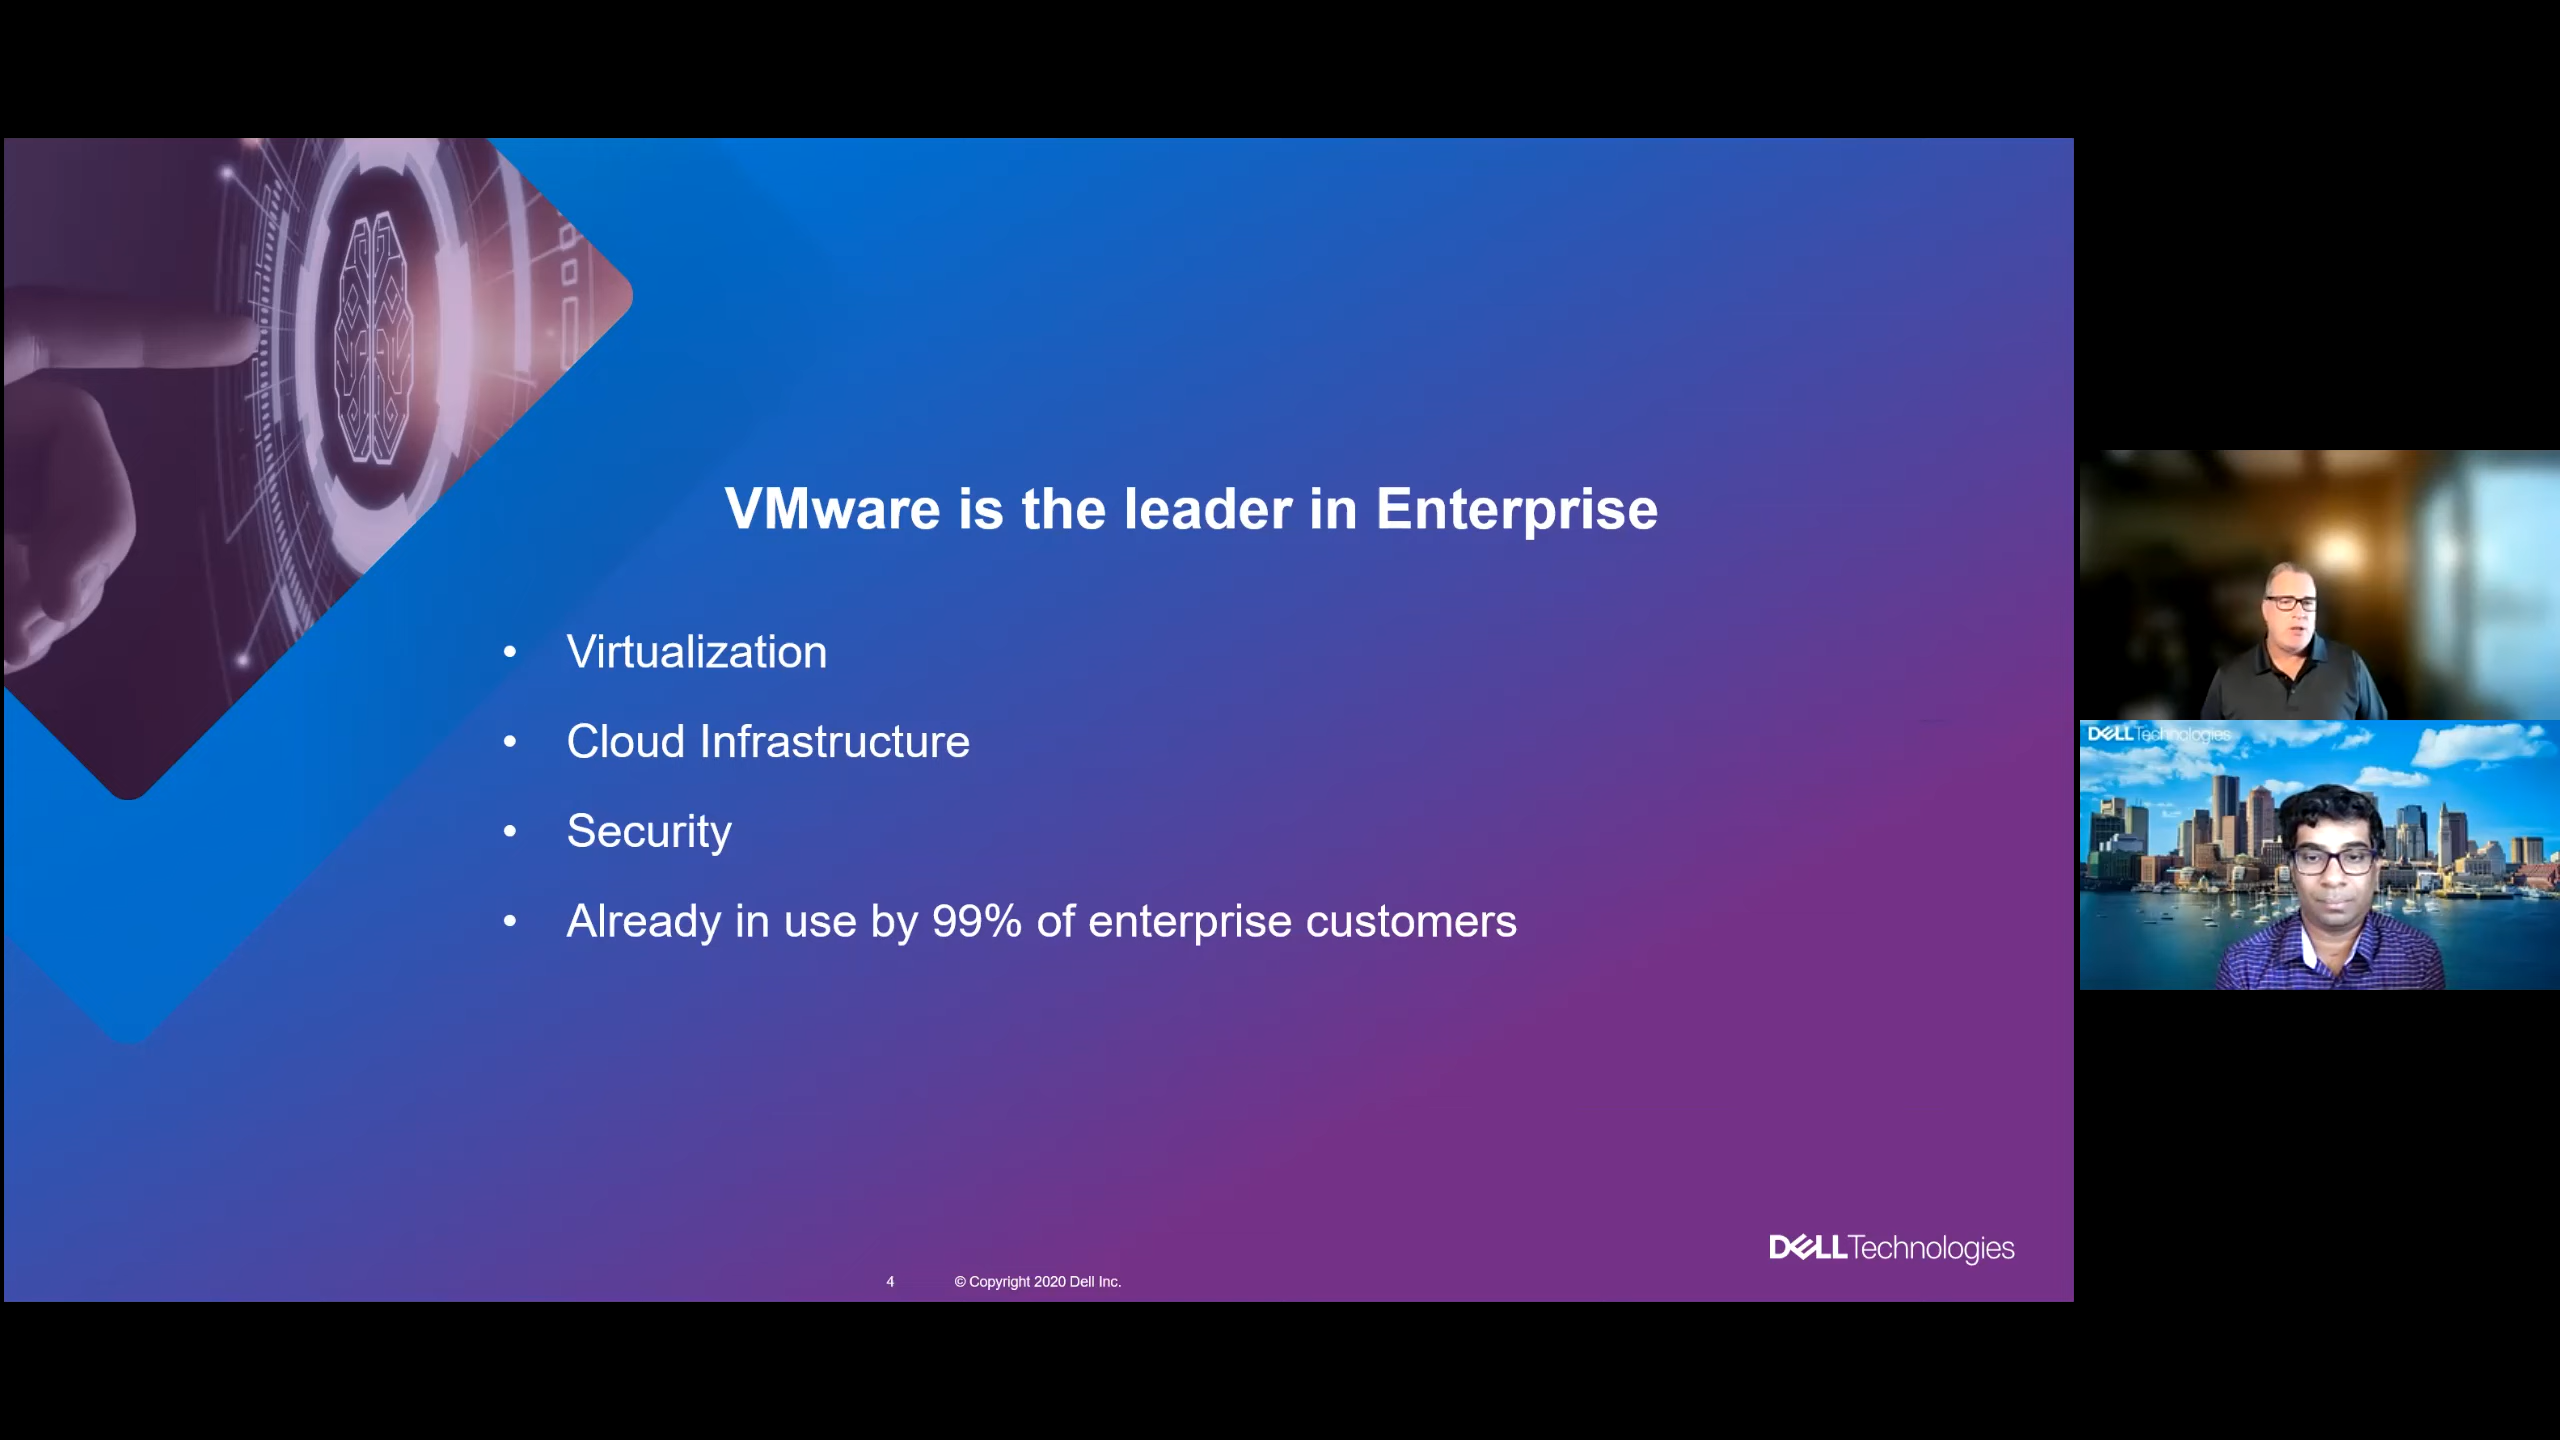 VMware is the leader in Enterprise
• Virtualization
• Cloud Infrastructure
• Security
• Already in use by 99% of enterprise customers
DELL Technologies
4 © Copyright 2020 Dell Inc.
DELL Technologies